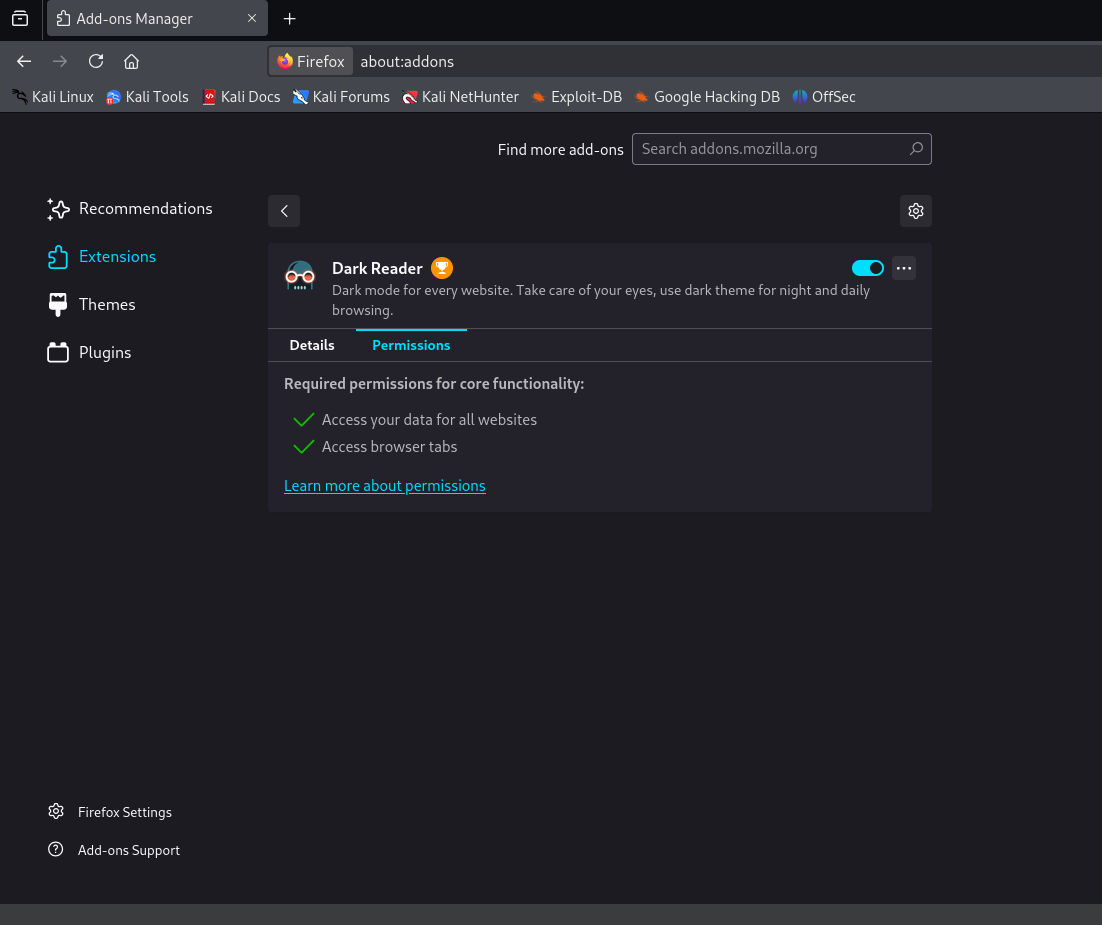 Add-ons Manager
Firefox about:addons
Kali Linux Kali Tools Kali Docs Kali Forums Kali NetHunter Exploit-DB Google Hacking DB OffSec
Find more add-ons Search addons.mozilla.org
Recommendations
Extensions
Themes
Plugins
Dark Reader
Dark mode for every website. Take care of your eyes, use dark theme for night and daily
browsing.
Details Permissions
Required permissions for core functionality:
Access your data for all websites
Access browser tabs
Learn more about permissions
Firefox Settings
Add-ons Support